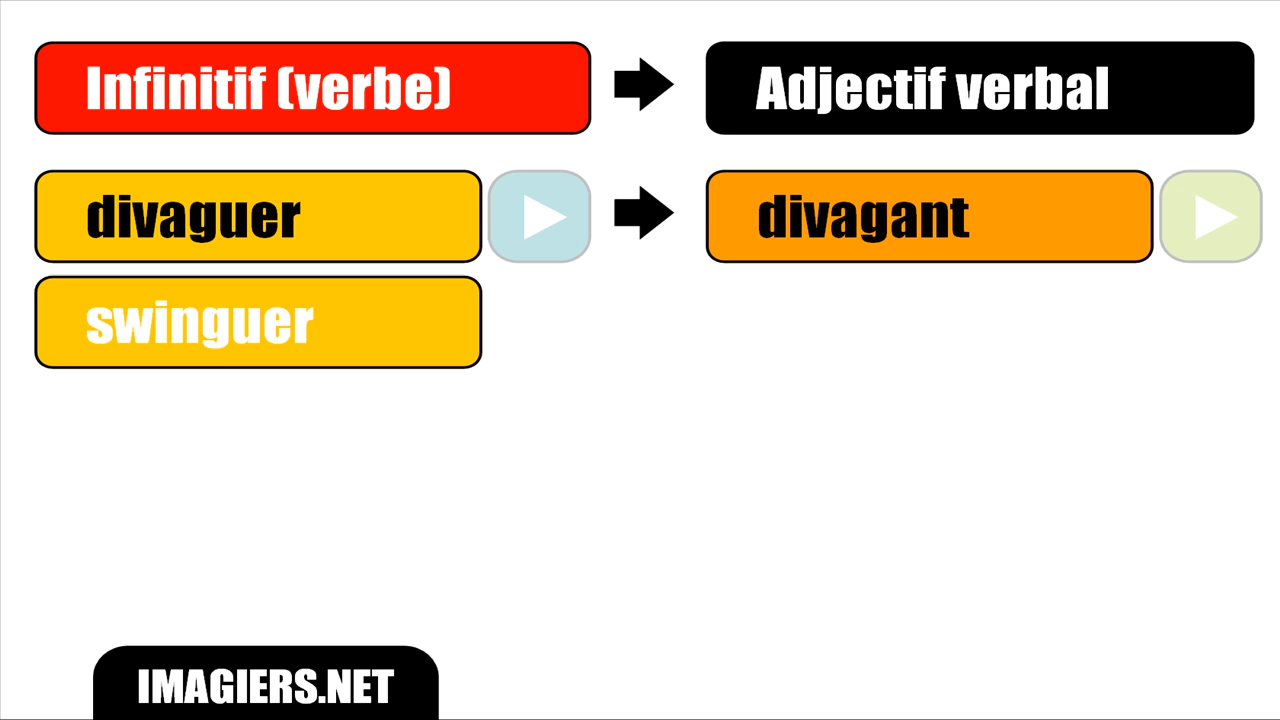 Infinitif (verbe)
Adjectif verbal
divaguer
divagant
swinguer
IMAGIERS.NET